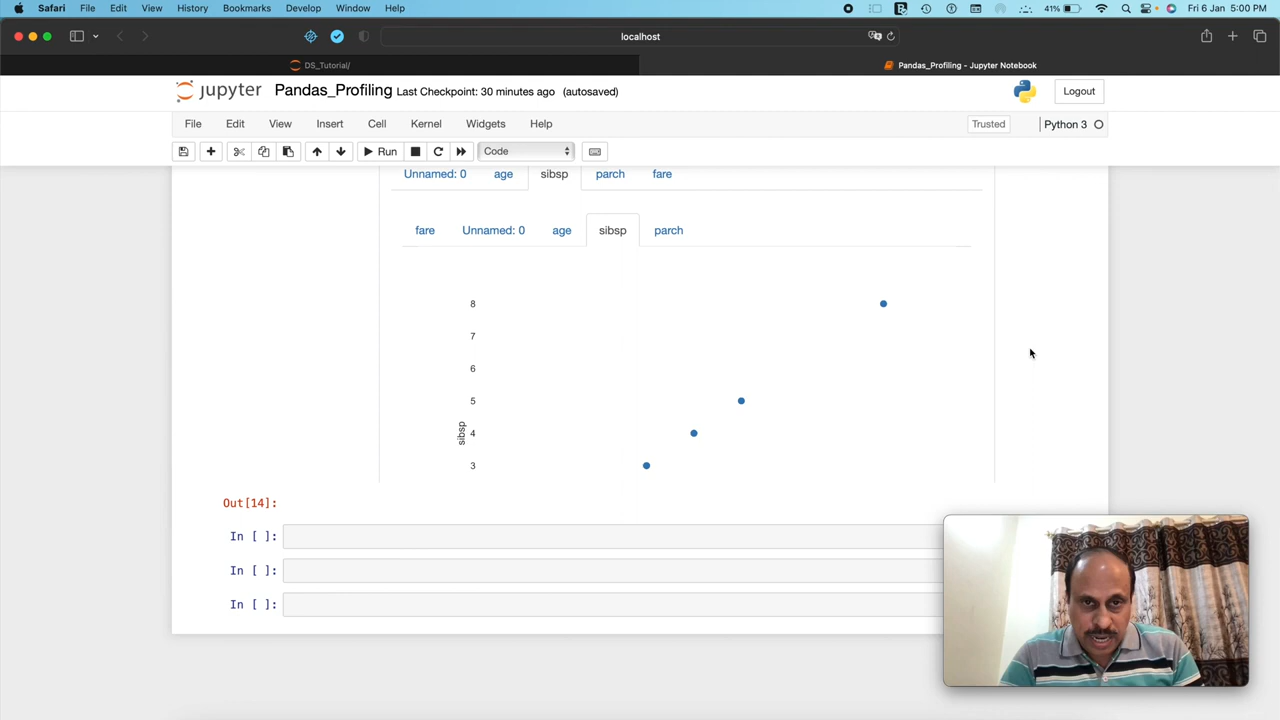 Safari File Edit View History Bookmarks Develop Window Help 41% Fri 6 Jan 5:00 PM
localhost
DS_Tutorial/ Pandas_Profiling - Jupyter Notebook
jupyter Pandas_Profiling Last Checkpoint: 30 minutes ago (autosaved) Logout
File Edit View Insert Cell Kernel Widgets Help Trusted Python 3
Run Code
Unnamed: 0 age sibsp parch fare
fare Unnamed: 0 age sibsp parch
8
7
6
5
sibsp
4
3
Out[14]:
In [ ]:
In [ ]:
In [ ]: